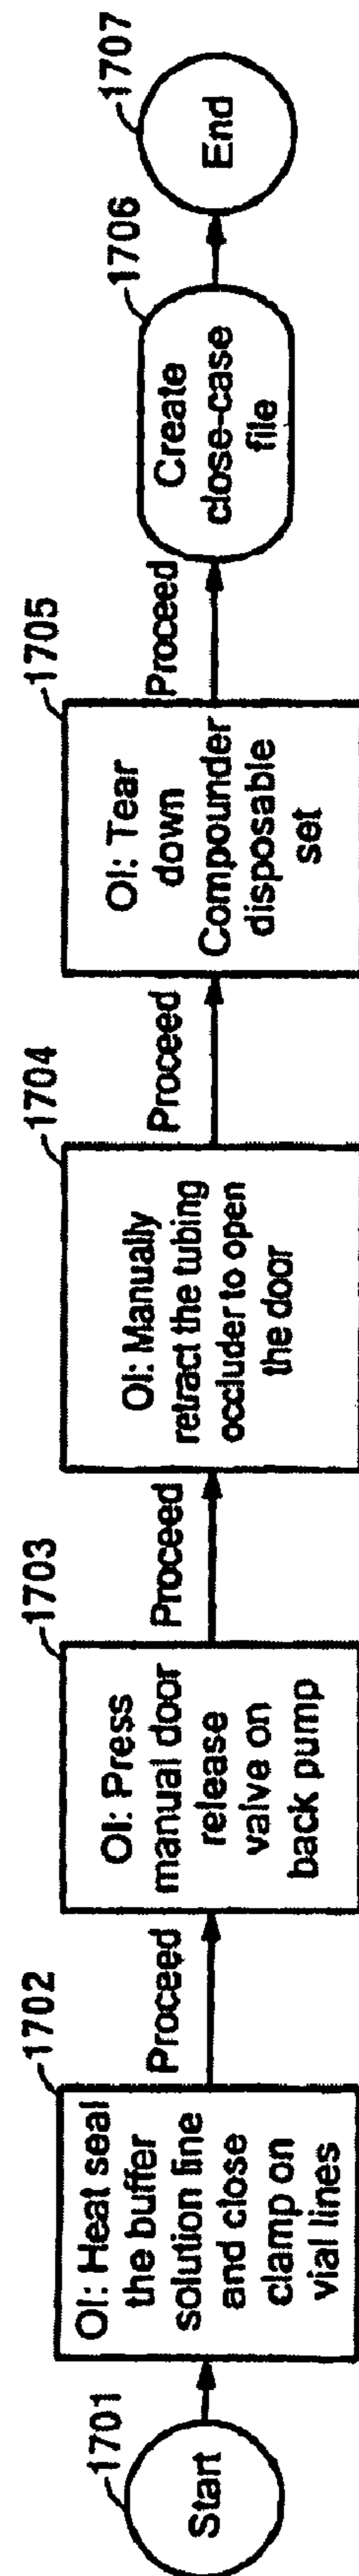 1701
Start
1702
OI: Heat seal
the buffer
solution line
and close
clamp on
vial lines
Proceed
1703
OI: Press
manual door
release
valve on
back pump
Proceed
1704
OI: Manually
retract the tubing
occluder to open
the door
Proceed
1705
OI: Tear
down
Compounder
disposable
set
Proceed
1706
Create
close-case
file
1707
End